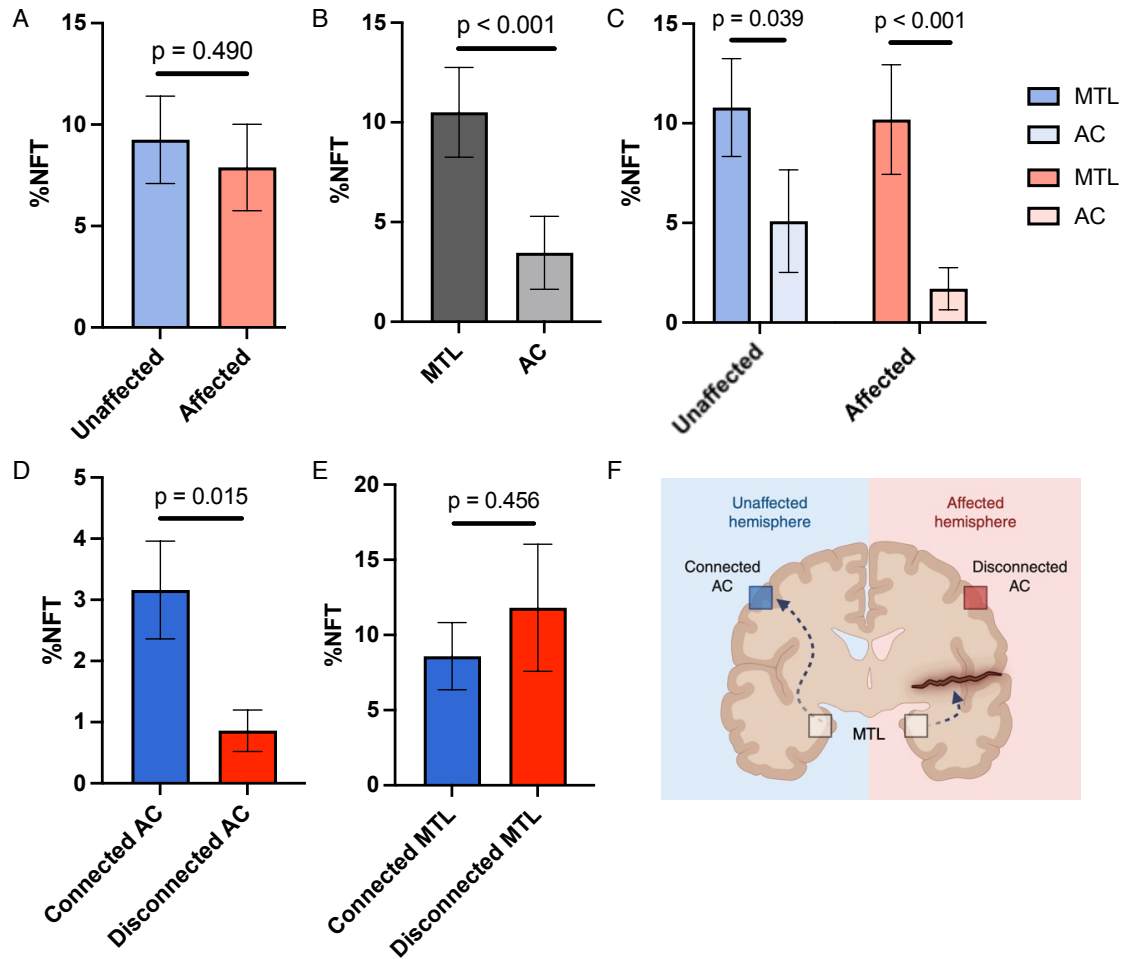 A
15
10
5
0
%NFT
p = 0.490
Unaffected
Affected
B
15
10
5
0
%NFT
p < 0.001
MTL
AC
C
15
10
5
0
%NFT
p = 0.039
p < 0.001
Unaffected
Affected
MTL
AC
MTL
AC
D
5
4
3
2
1
0
%NFT
p = 0.015
Connected AC
Disconnected AC
E
20
15
10
5
0
%NFT
p = 0.456
Connected MTL
Disconnected MTL
F
Unaffected
hemisphere
Affected
hemisphere
Connected
AC
Disconnected
AC
MTL